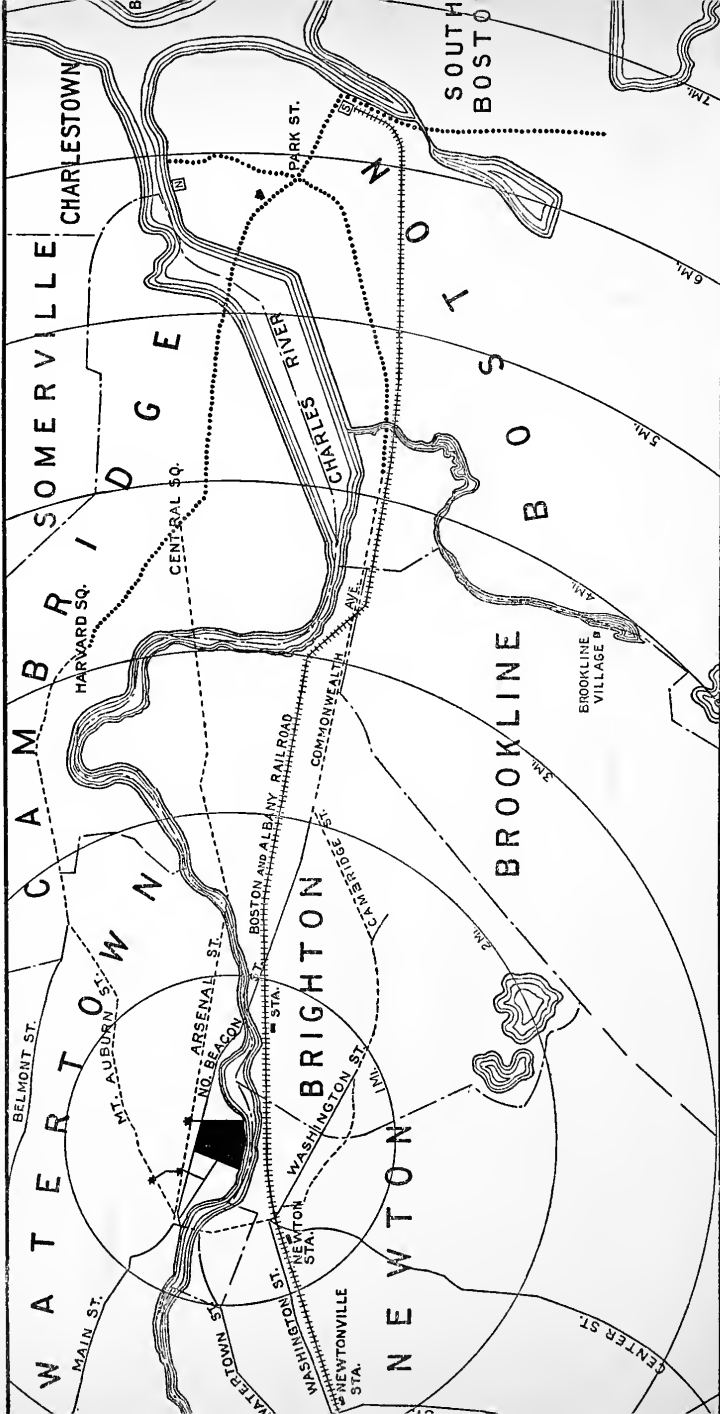 B
CHARLESTOWN
SOUTH
BOSTO
7 MI.
S
PARK ST.
N
6 MI.
SOMERVILLE
CAMBRIDGE
CHARLES RIVER
BOSTON
5 MI.
CENTRAL SQ.
HARVARD SQ.
4 MI.
COMMONWEALTH AVE.
BROOKLINE
VILLAGE
BROOKLINE
3 MI.
BOSTON AND ALBANY RAILROAD
CAMBRIDGE ST.
2 MI.
WATERTOWN
BELMONT ST.
MT. AUBURN ST.
ARSENAL ST.
NO. BEACON ST.
STA.
BRIGHTON
1 MI.
WASHINGTON ST.
NEWTON
STA.
NEWTON
MAIN ST.
WATERTOWN ST.
WASHINGTON ST.
NEWTONVILLE
STA.
CENTER ST.
ST.